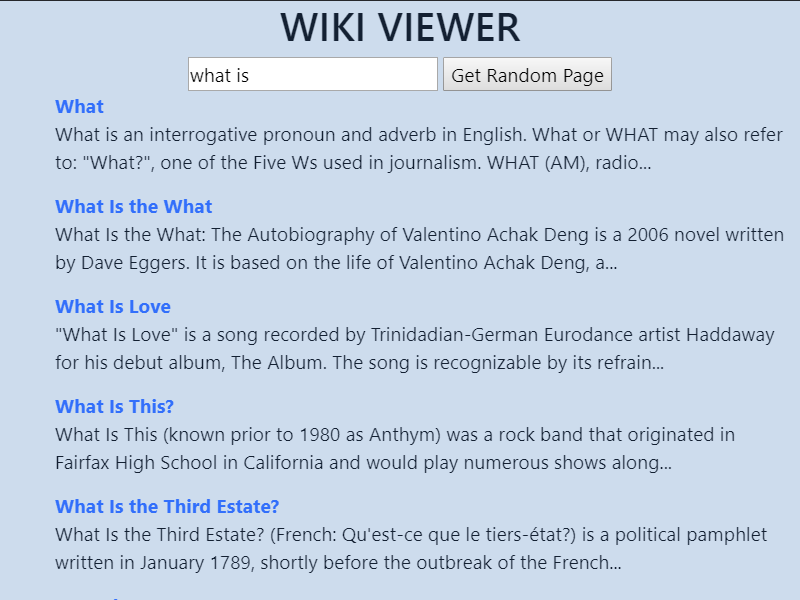 WIKI VIEWER
what is
Get Random Page
What
What is an interrogative pronoun and adverb in English. What or WHAT may also refer
to: "What?", one of the Five Ws used in journalism. WHAT (AM), radio...
What Is the What
What Is the What: The Autobiography of Valentino Achak Deng is a 2006 novel written
by Dave Eggers. It is based on the life of Valentino Achak Deng, a...
What Is Love
"What Is Love" is a song recorded by Trinidadian-German Eurodance artist Haddaway
for his debut album, The Album. The song is recognizable by its refrain...
What Is This?
What Is This (known prior to 1980 as Anthym) was a rock band that originated in
Fairfax High School in California and would play numerous shows along...
What Is the Third Estate?
What Is the Third Estate? (French: Qu'est-ce que le tiers-état?) is a political pamphlet
written in January 1789, shortly before the outbreak of the French...